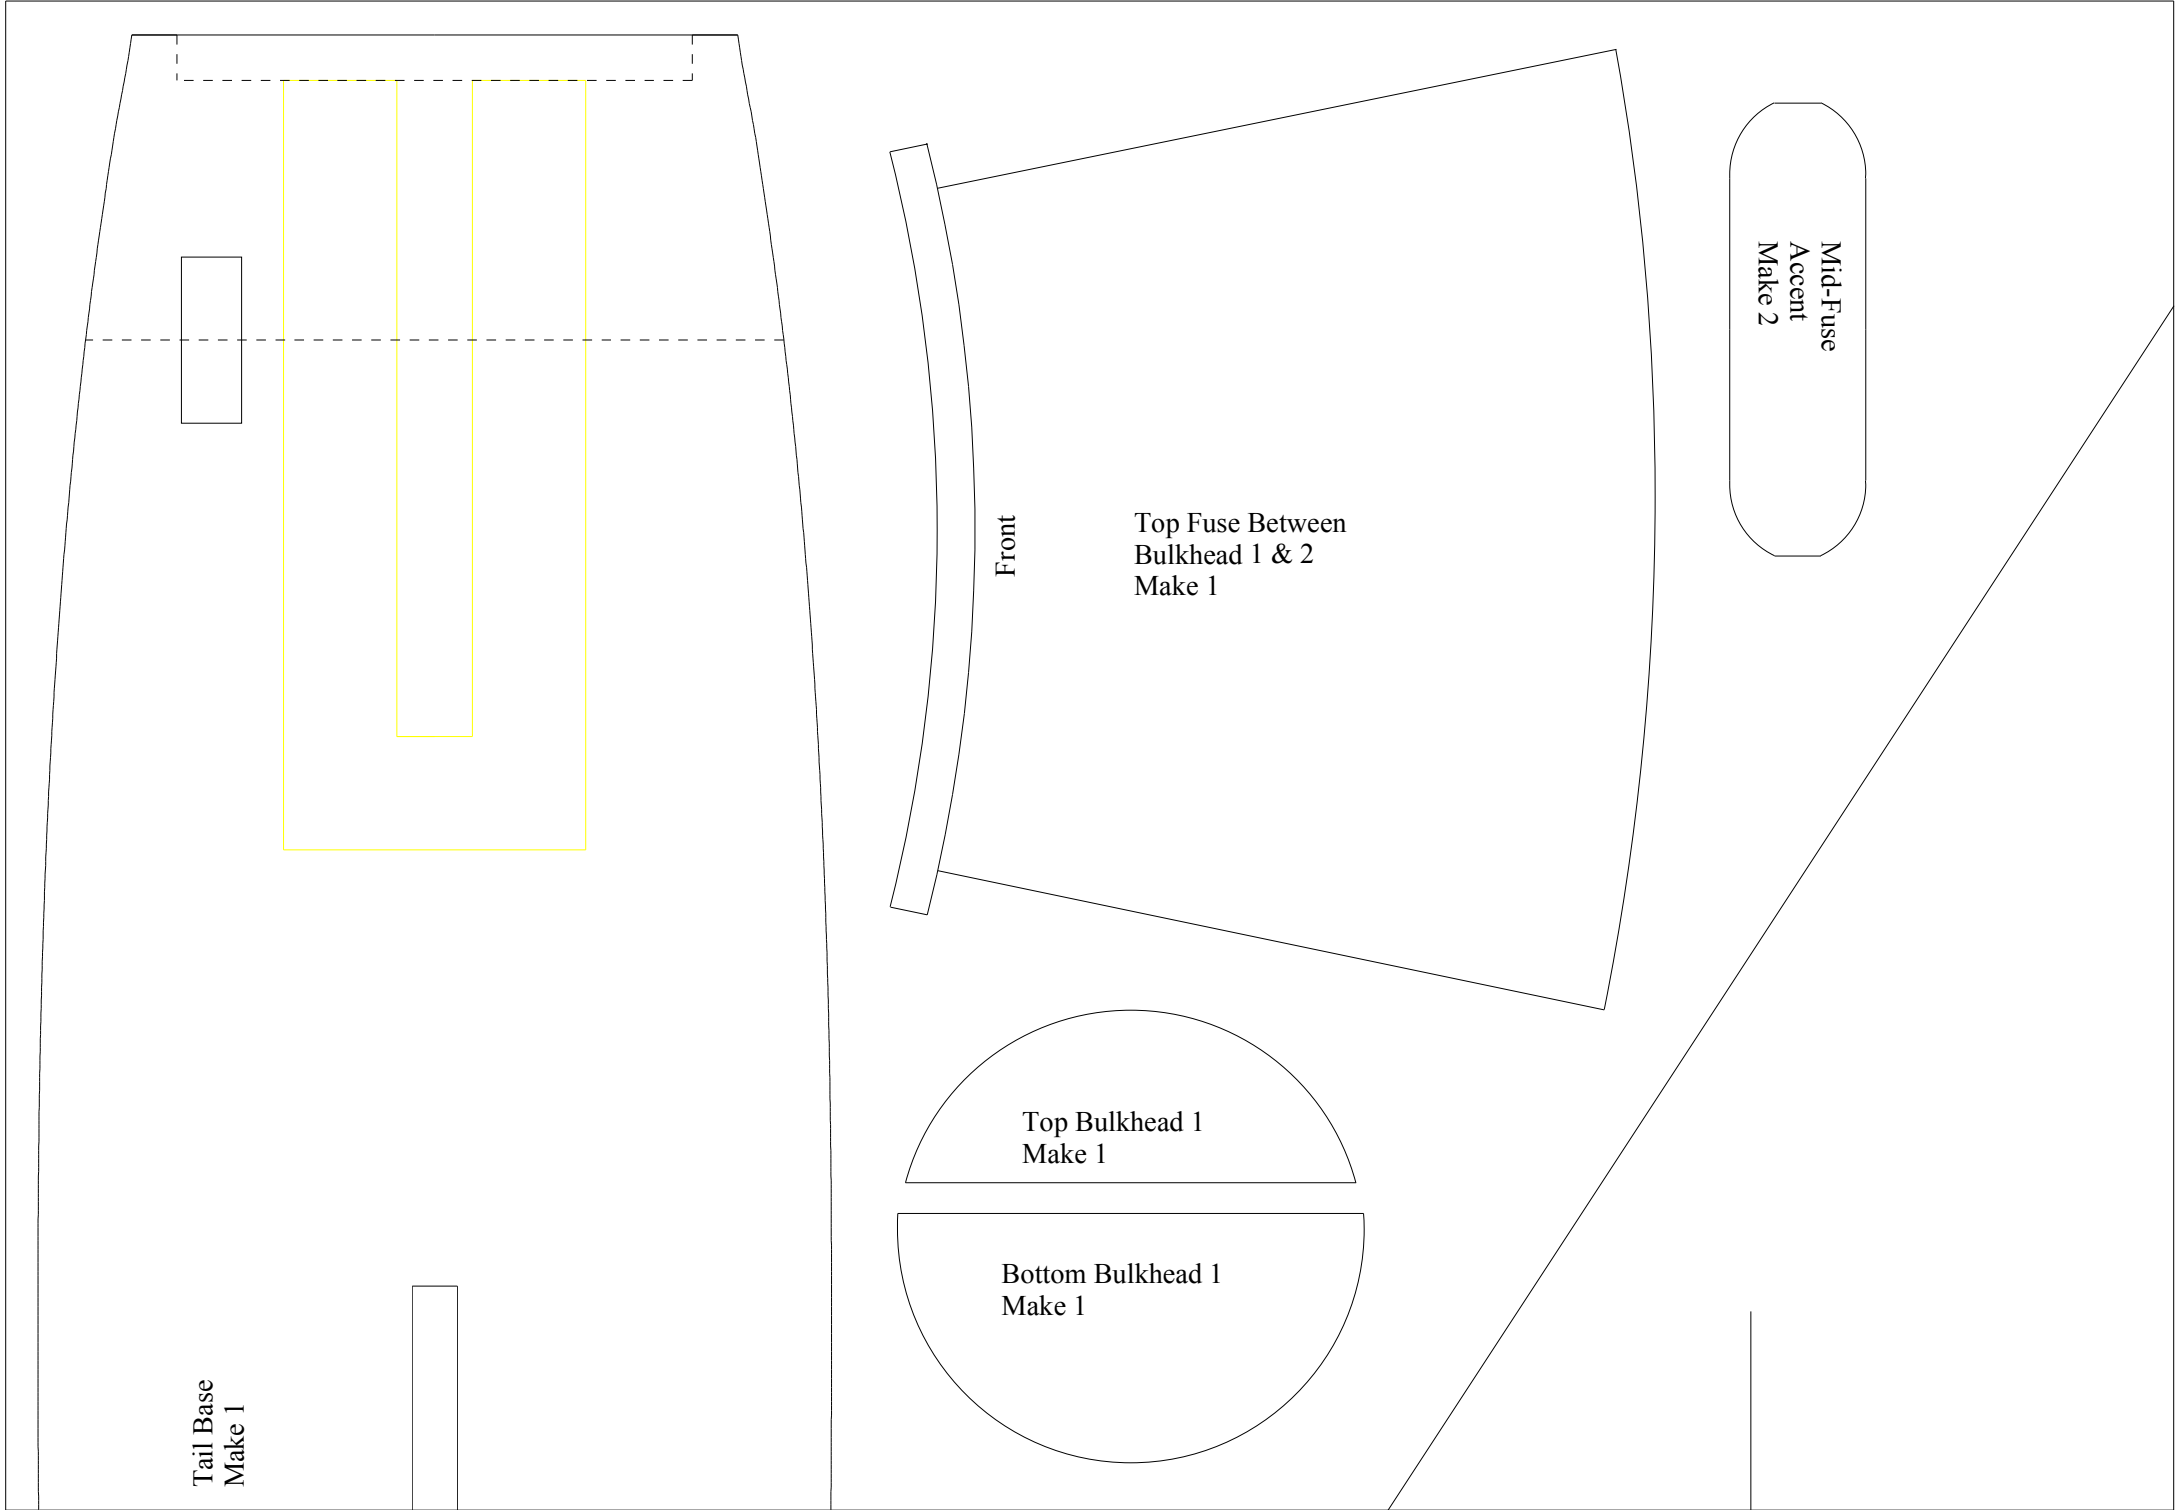 Mid-Fuse
Accent
Make 2
Front
Top Fuse Between
Bulkhead 1 & 2
Make 1
Top Bulkhead 1
Make 1
Bottom Bulkhead 1
Make 1
Tail Base
Make 1